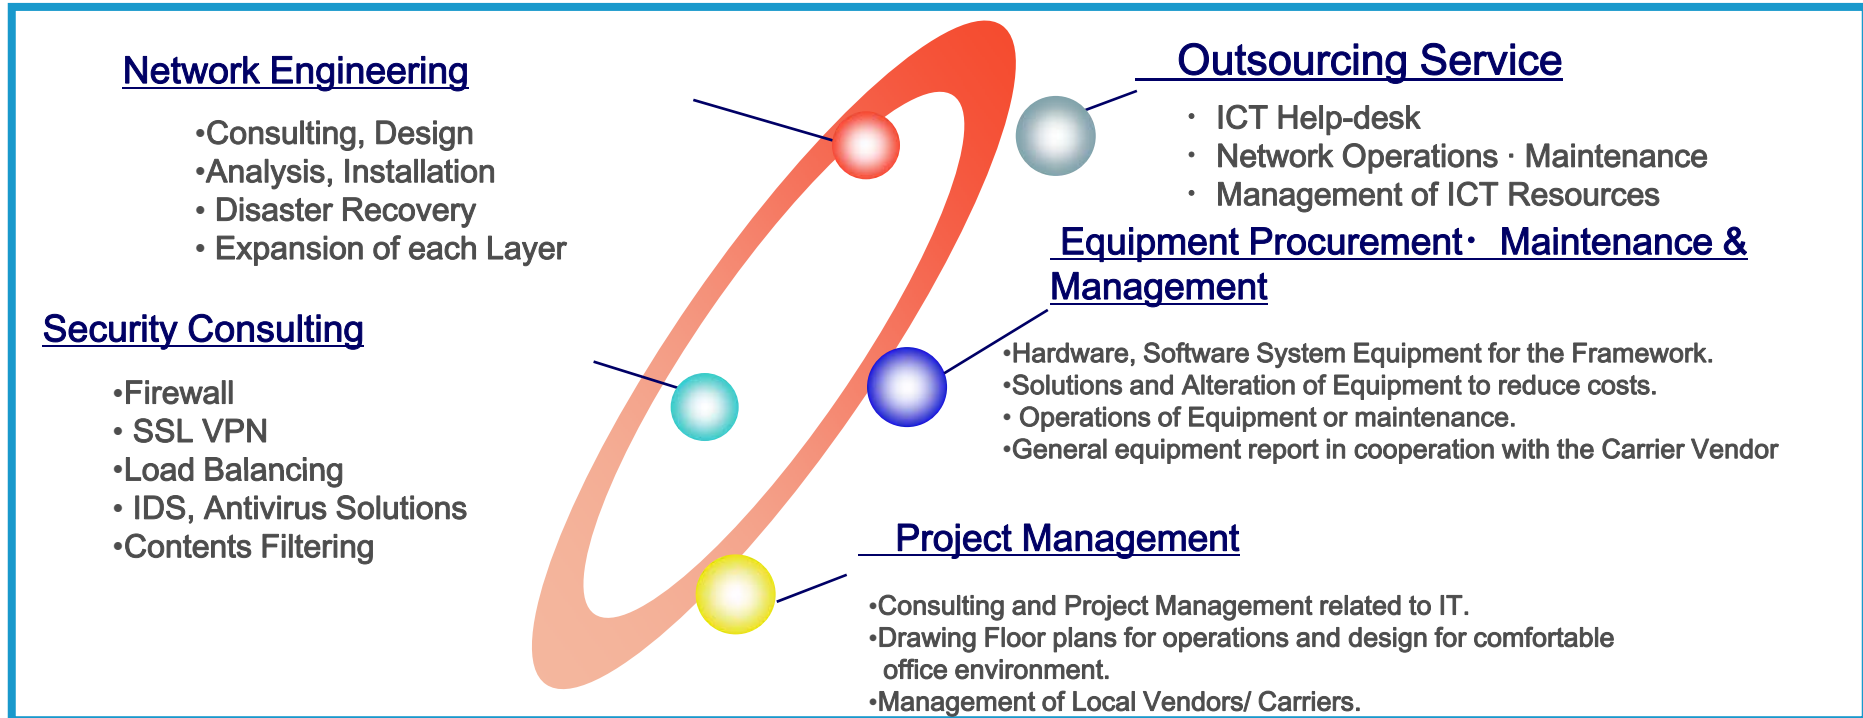 Network Engineering
•Consulting, Design
•Analysis, Installation
• Disaster Recovery
• Expansion of each Layer
Security Consulting
•Firewall
• SSL VPN
•Load Balancing
• IDS, Antivirus Solutions
•Contents Filtering
Outsourcing Service
・ ICT Help-desk
・ Network Operations・Maintenance
・ Management of ICT Resources
Equipment Procurement・ Maintenance &
Management
•Hardware, Software System Equipment for the Framework.
•Solutions and Alteration of Equipment to reduce costs.
• Operations of Equipment or maintenance.
•General equipment report in cooperation with the Carrier Vendor
Project Management
•Consulting and Project Management related to IT.
•Drawing Floor plans for operations and design for comfortable
office environment.
•Management of Local Vendors/ Carriers.